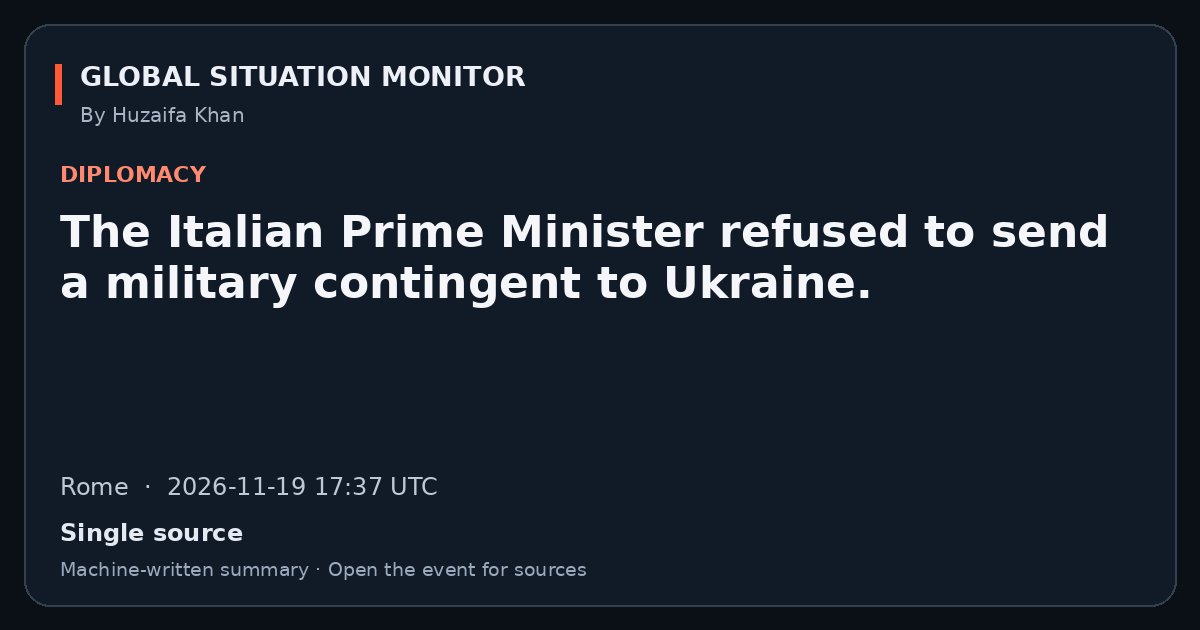 GLOBAL SITUATION MONITOR
By Huzaifa Khan
DIPLOMACY
The Italian Prime Minister refused to send
a military contingent to Ukraine.
Rome · 2026-11-19 17:37 UTC
Single source
Machine-written summary · Open the event for sources